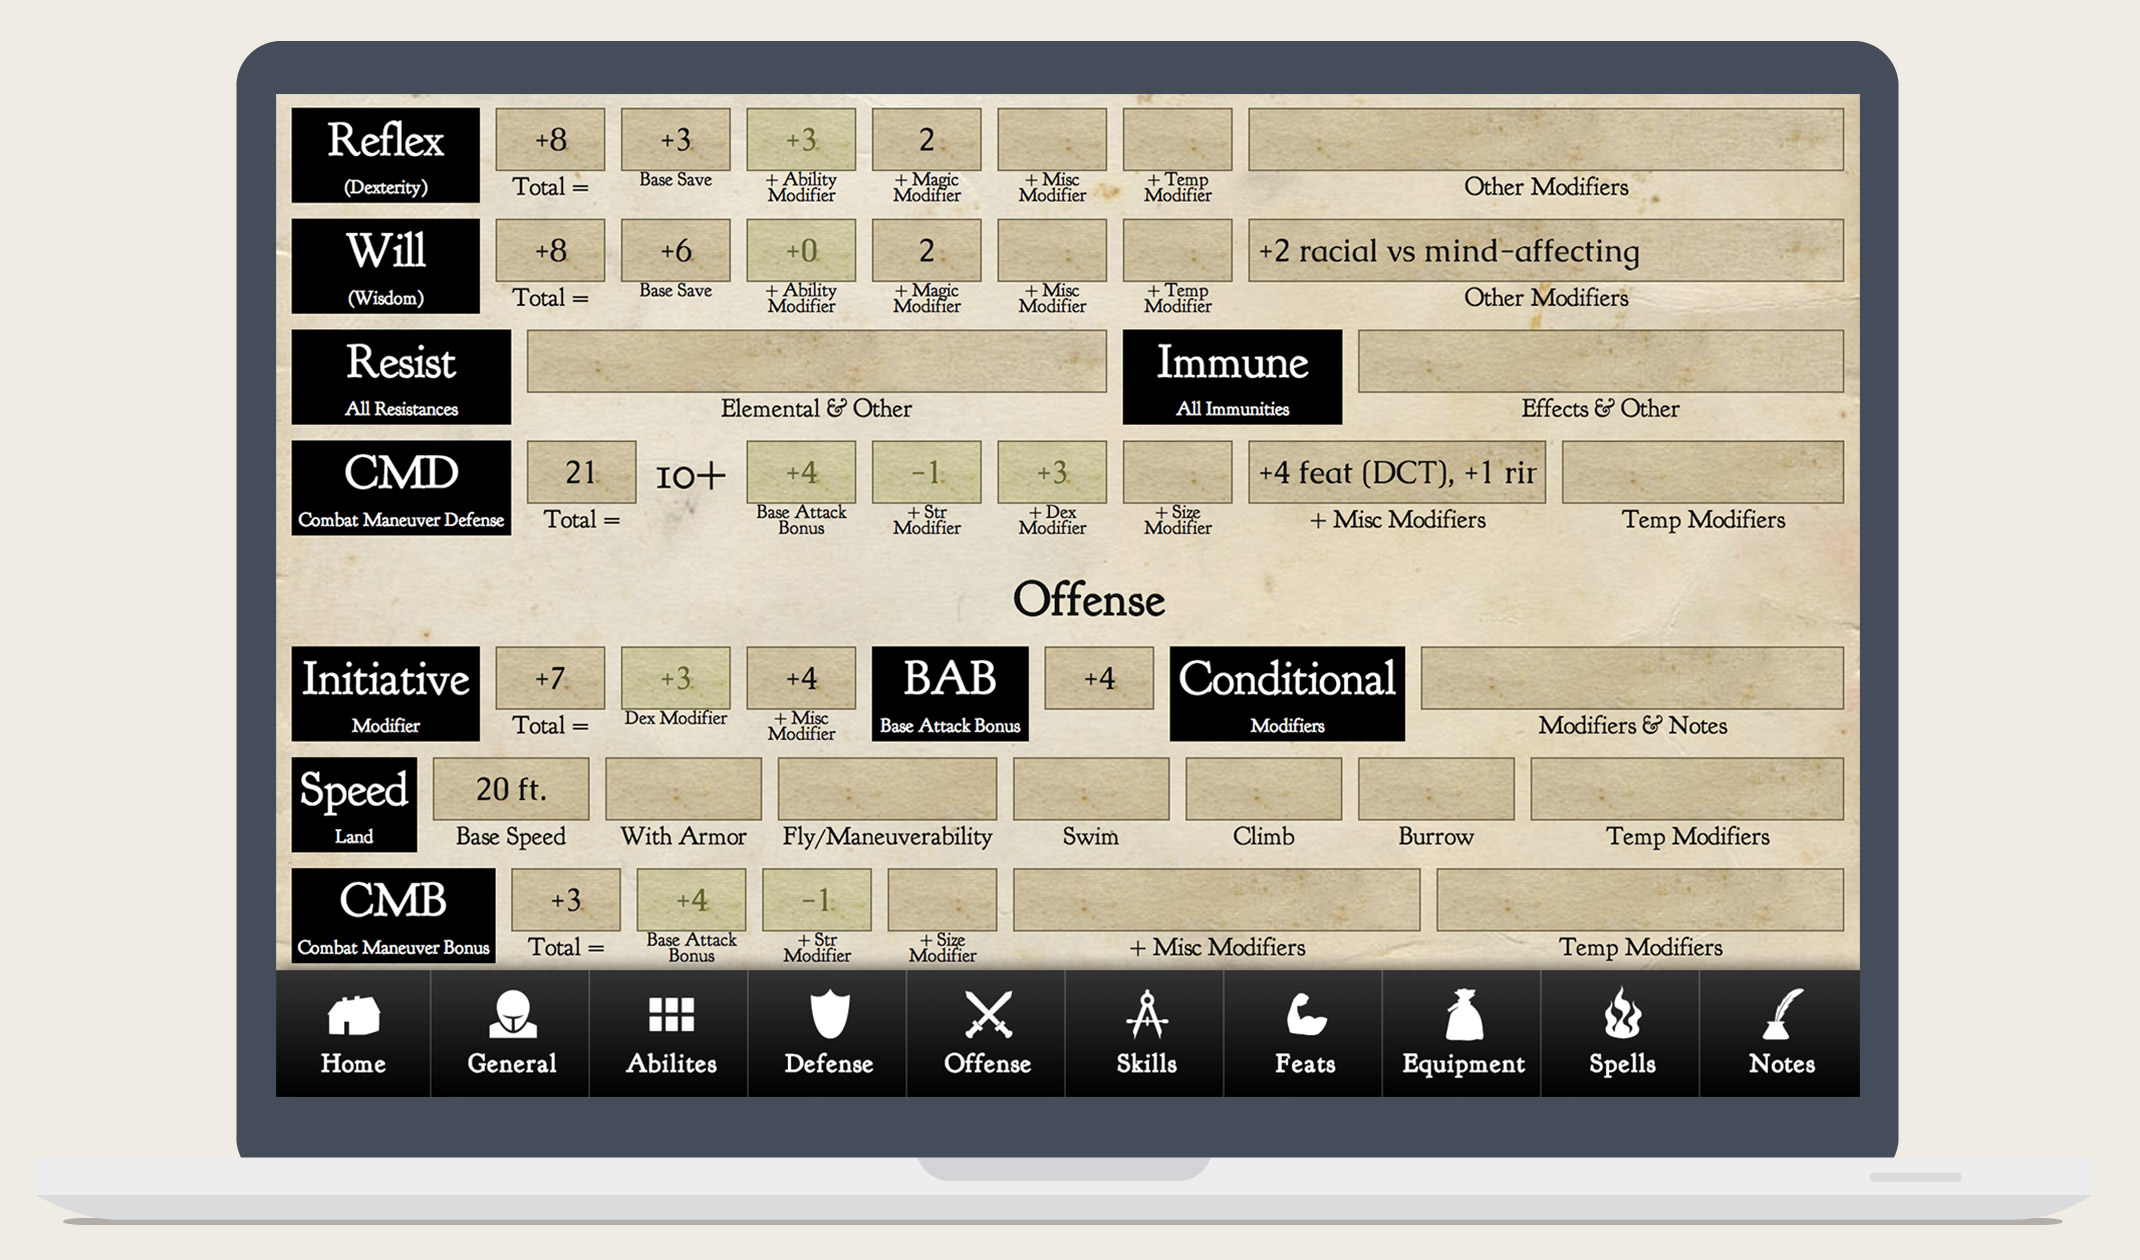 Reflex
(Dexterity)
+8 +3 +3 2
Total = Base Save + Ability Modifier + Magic Modifier + Misc Modifier + Temp Modifier Other Modifiers
Will
(Wisdom)
+8 +6 +0 2 +2 racial vs mind-affecting
Total = Base Save + Ability Modifier + Magic Modifier + Misc Modifier + Temp Modifier Other Modifiers
Resist
All Resistances
Elemental & Other
Immune
All Immunities
Effects & Other
CMD
Combat Maneuver Defense
21 10+ +4 -1 +3 +4 feat (DCT), +1 rir
Total = Base Attack Bonus + Str Modifier + Dex Modifier + Size Modifier + Misc Modifiers Temp Modifiers
Offense
Initiative
Modifier
+7 +3 +4
Total = Dex Modifier + Misc Modifier
BAB
Base Attack Bonus
+4
Conditional
Modifiers
Modifiers & Notes
Speed
Land
20 ft.
Base Speed With Armor Fly/Maneuverability Swim Climb Burrow Temp Modifiers
CMB
Combat Maneuver Bonus
+3 +4 -1
Total = Base Attack Bonus + Str Modifier + Size Modifier + Misc Modifiers Temp Modifiers
Home General Abilites Defense Offense Skills Feats Equipment Spells Notes